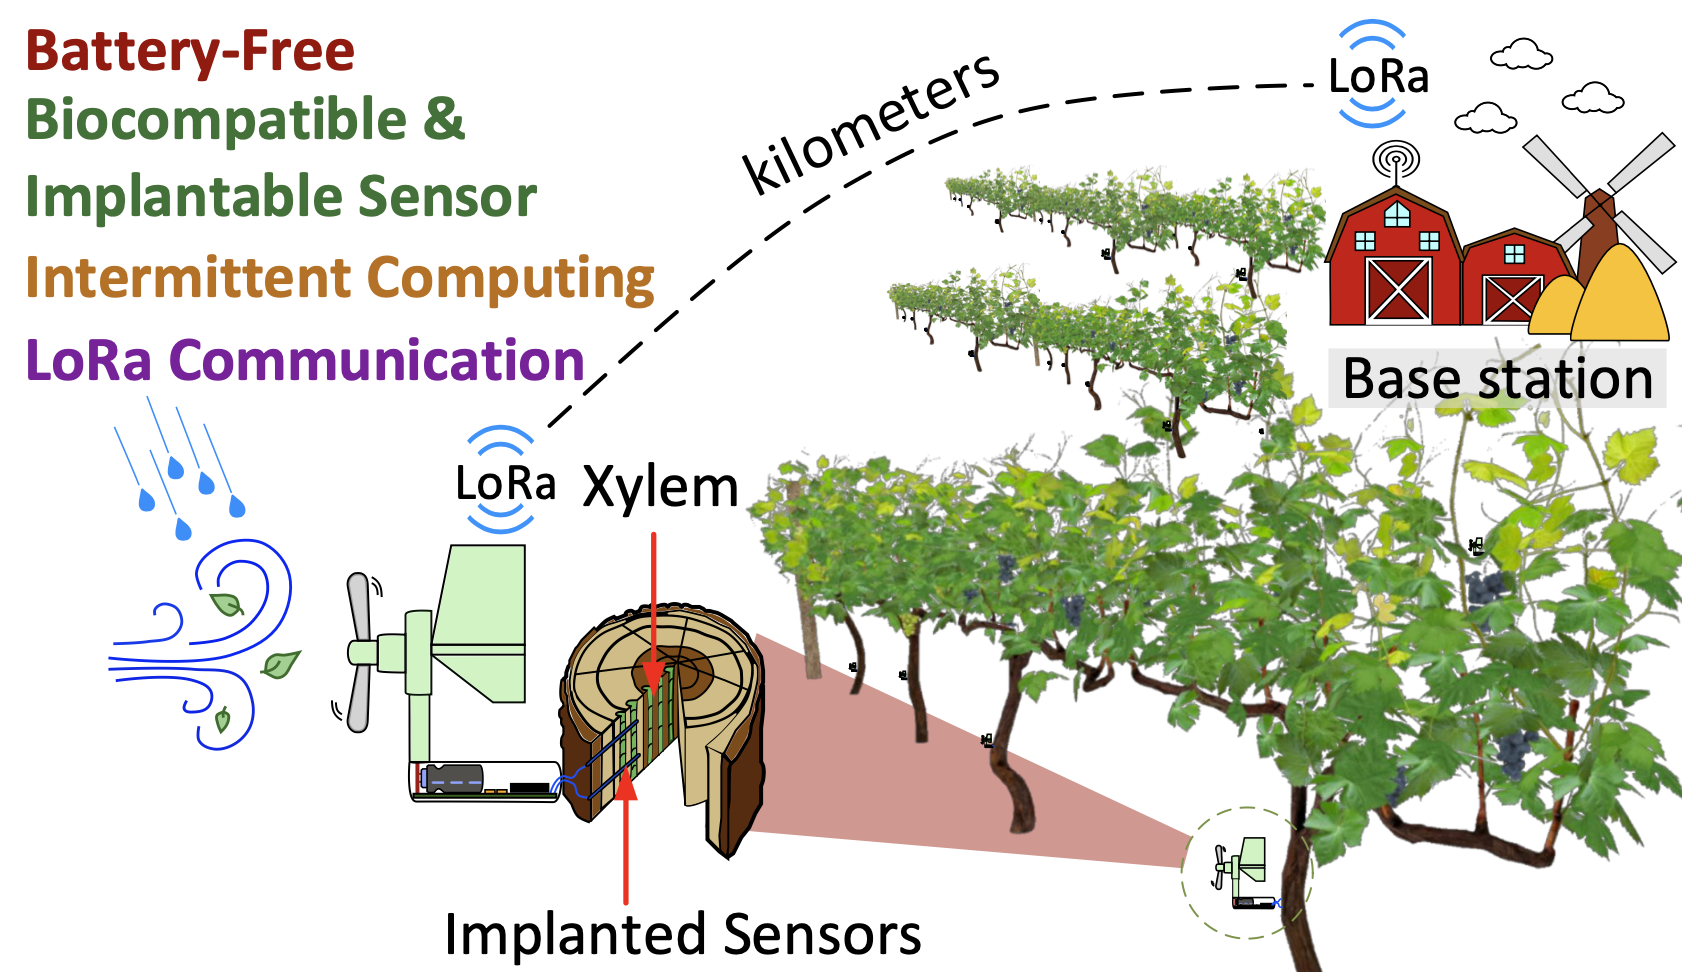 Battery-Free
Biocompatible &
Implantable Sensor
Intermittent Computing
LoRa Communication
kilometers
LoRa
Base station
LoRa
Xylem
Implanted Sensors